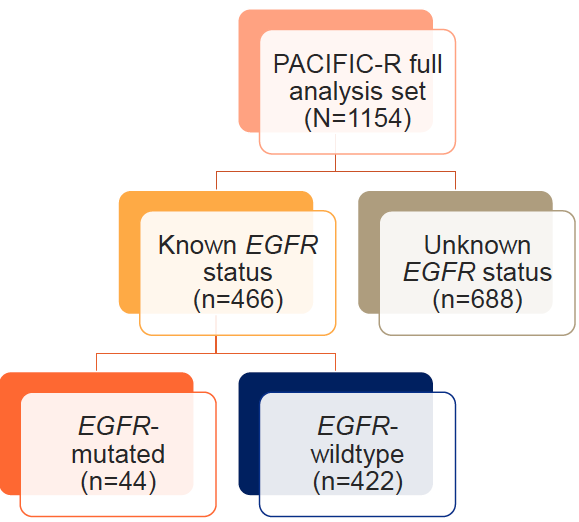 PACIFIC-R full
analysis set
(N=1154)
Known EGFR
status
(n=466)
Unknown
EGFR status
(n=688)
EGFR-
mutated
(n=44)
EGFR-
wildtype
(n=422)